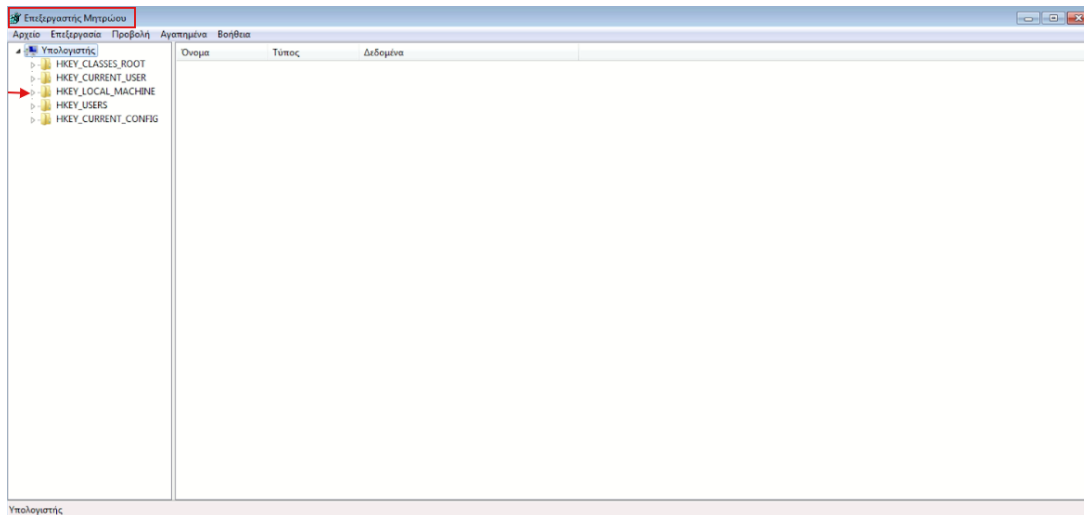 Επεξεργαστής Μητρώου
Αρχείο Επεξεργασία Προβολή Αγαπημένα Βοήθεια
Υπολογιστής
HKEY_CLASSES_ROOT
HKEY_CURRENT_USER
HKEY_LOCAL_MACHINE
HKEY_USERS
HKEY_CURRENT_CONFIG
Όνομα Τύπος Δεδομένα
Υπολογιστής